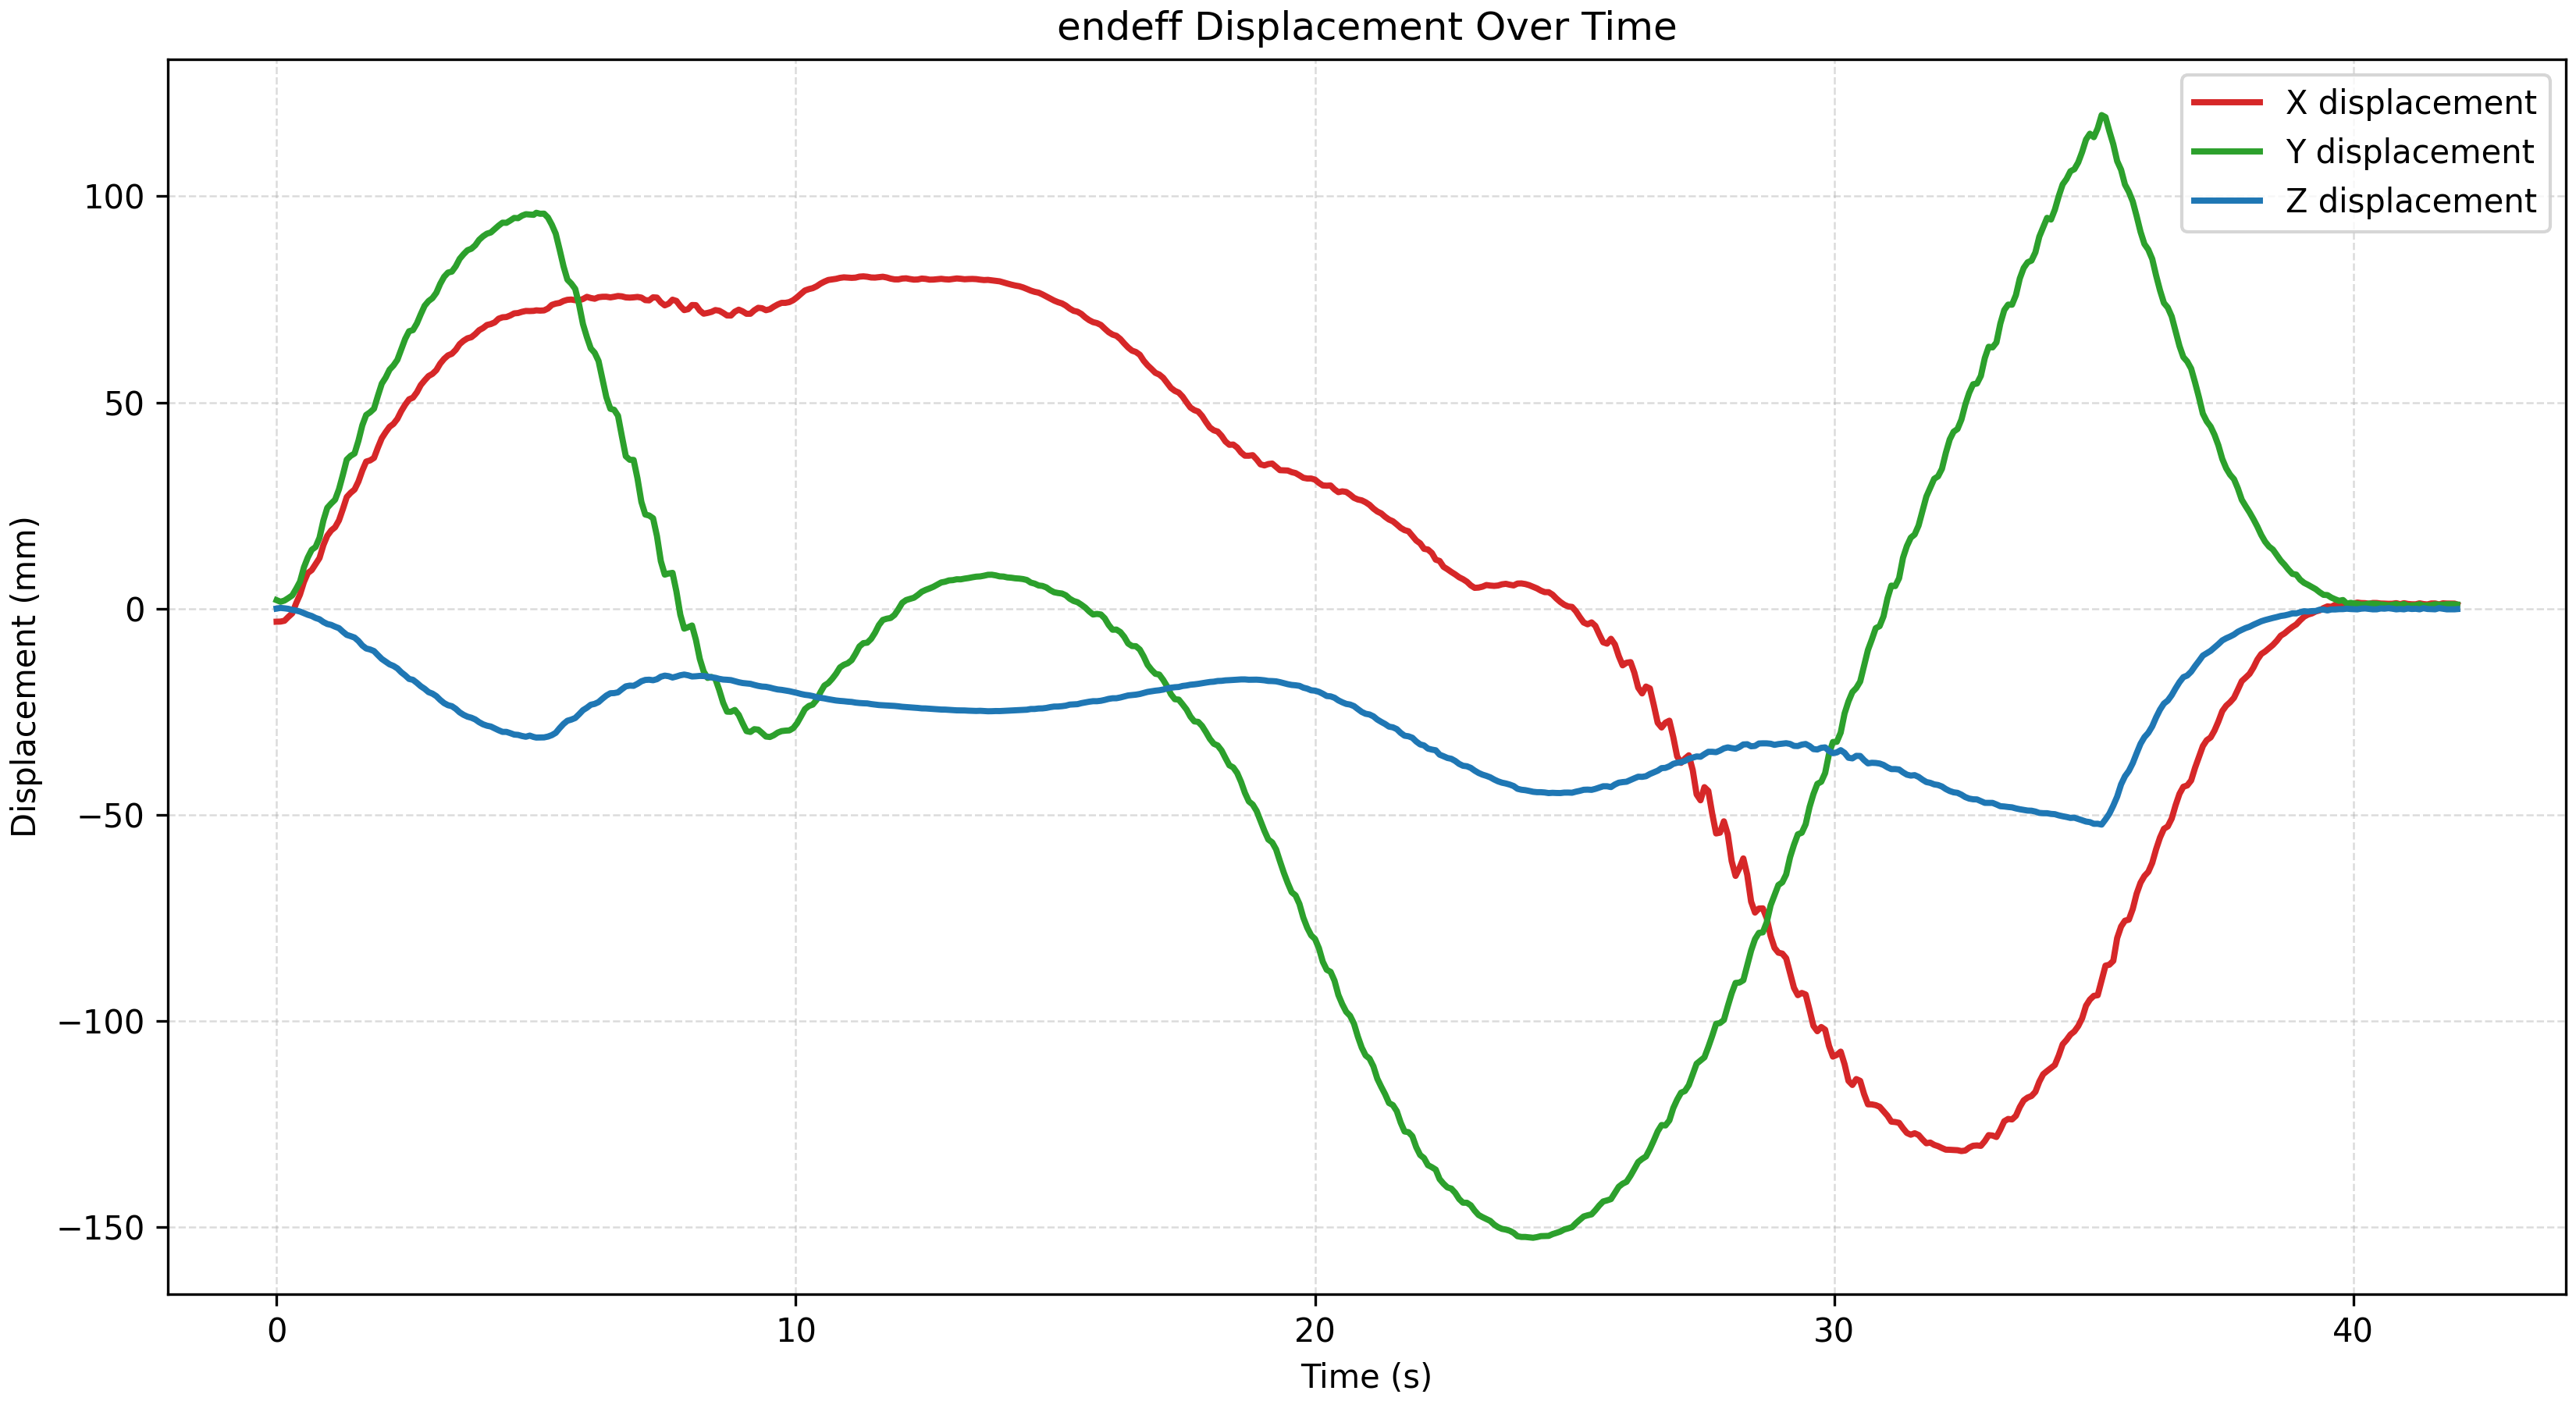 endeff Displacement Over Time
X displacement
Y displacement
Z displacement
Displacement (mm)
100
50
0
−50
−100
−150
0
10
20
30
40
Time (s)